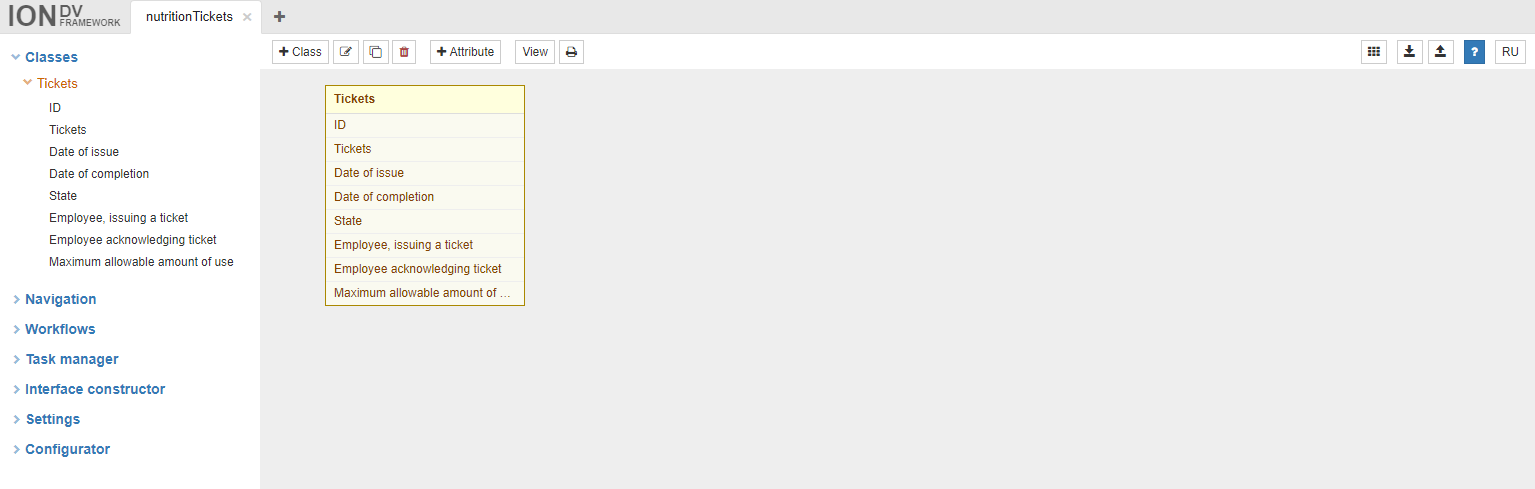 ION DV FRAMEWORK
nutritionTickets
Class
Attribute
View
?
RU
Classes
Tickets
ID
Tickets
Date of issue
Date of completion
State
Employee, issuing a ticket
Employee acknowledging ticket
Maximum allowable amount of use
Navigation
Workflows
Task manager
Interface constructor
Settings
Configurator
Tickets
ID
Tickets
Date of issue
Date of completion
State
Employee, issuing a ticket
Employee acknowledging ticket
Maximum allowable amount of ...